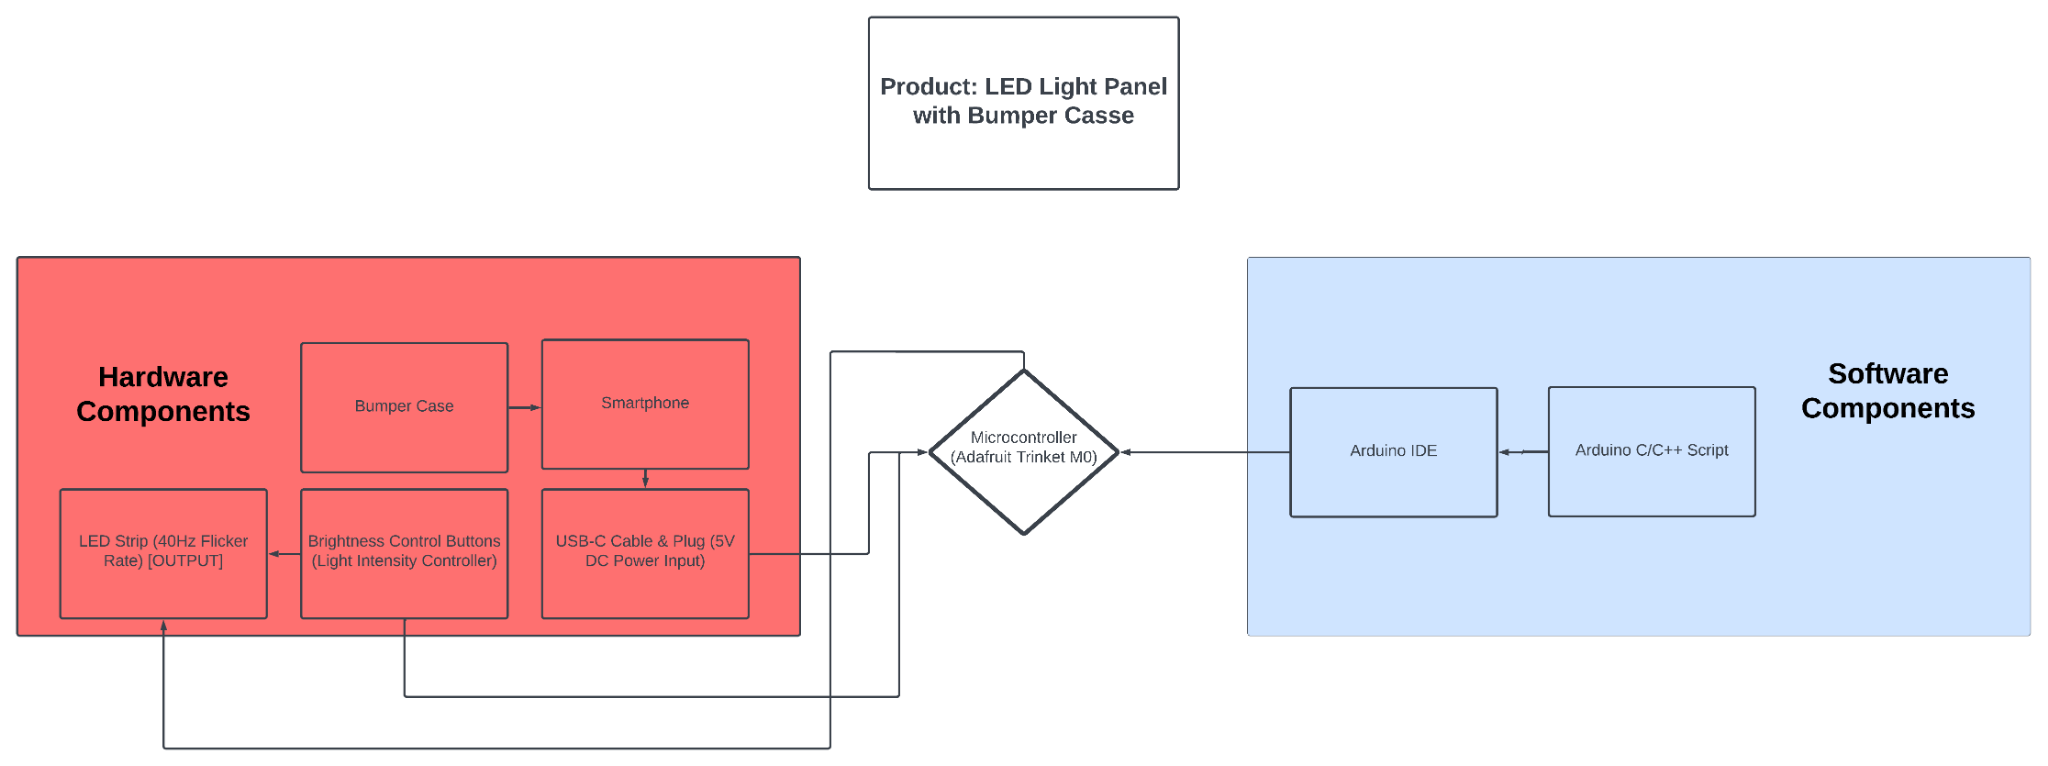 Product: LED Light Panel
with Bumper Casse
Hardware
Components
Bumper Case
Smartphone
LED Strip (40Hz Flicker
Rate) [OUTPUT]
Brightness Control Buttons
(Light Intensity Controller)
USB-C Cable & Plug (5V
DC Power Input)
Microcontroller
(Adafruit Trinket M0)
Arduino IDE
Arduino C/C++ Script
Software
Components